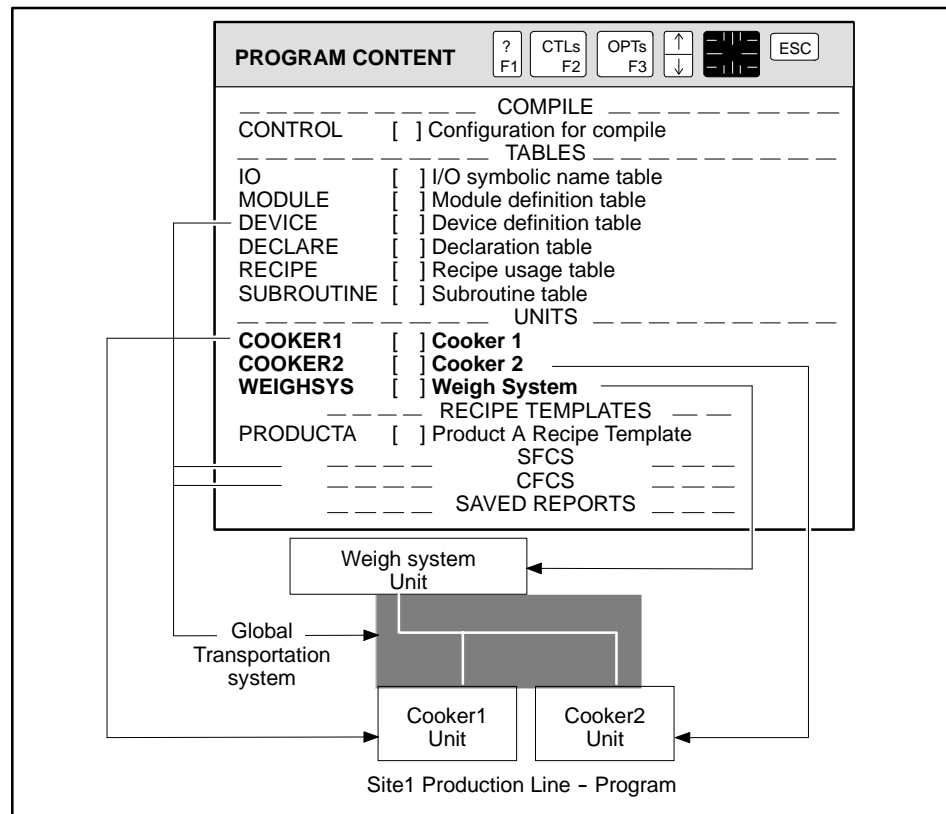 PROGRAM CONTENT ? F1 CTLs F2 OPTs F3 ↑ ↓ ESC
COMPILE
CONTROL [ ] Configuration for compile
TABLES
IO [ ] I/O symbolic name table
MODULE [ ] Module definition table
DEVICE [ ] Device definition table
DECLARE [ ] Declaration table
RECIPE [ ] Recipe usage table
SUBROUTINE [ ] Subroutine table
UNITS
COOKER1 [ ] Cooker 1
COOKER2 [ ] Cooker 2
WEIGHSYS [ ] Weigh System
RECIPE TEMPLATES
PRODUCTA [ ] Product A Recipe Template
SFCS
CFCS
SAVED REPORTS
Weigh system
Unit
Global
Transportation
system
Cooker1
Unit
Cooker2
Unit
Site1 Production Line – Program